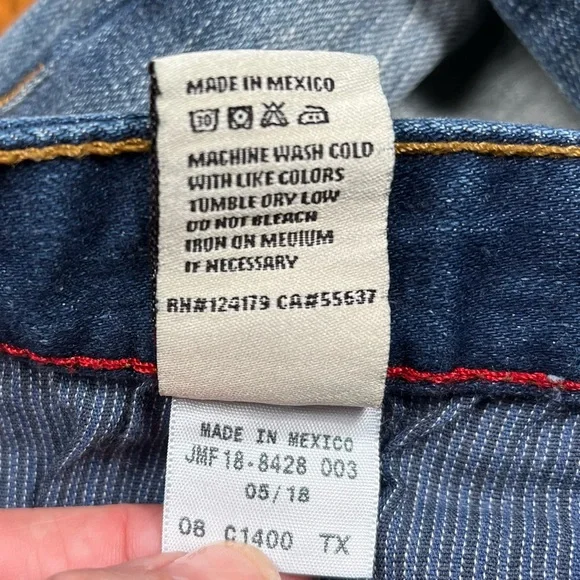 MADE IN MEXICO
30
MACHINE WASH COLD
WITH LIKE COLORS
TUMBLE DRY LOW
DO NOT BLEACH
IRON ON MEDIUM
IF NECESSARY
RN#124179 CA#55637
MADE IN MEXICO
JMF18-8428 003
05/18
08 C1400 TX